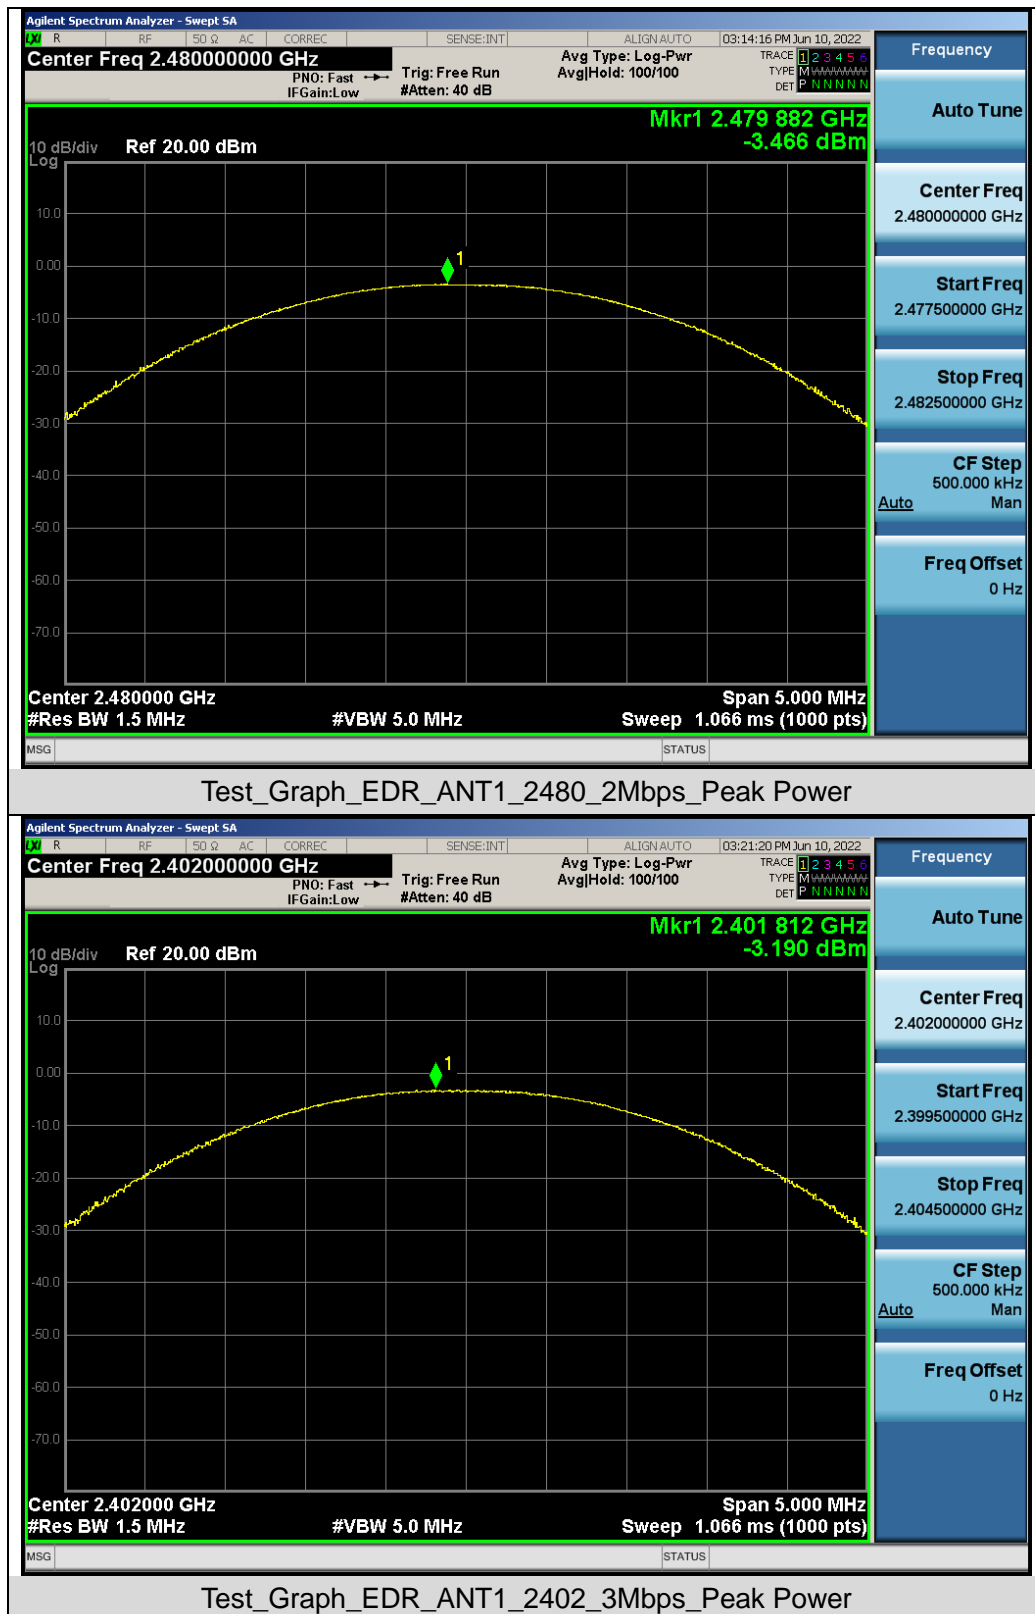 Agilent Spectrum Analyzer - Swept SA
LXI R RF 50 Ω AC CORREC SENSE:INT ALIGN AUTO 03:14:16 PM Jun 10, 2022
Center Freq 2.480000000 GHz
PNO: Fast
IFGain:Low
Trig: Free Run
#Atten: 40 dB
Avg Type: Log-Pwr
Avg|Hold: 100/100
TRACE 1 2 3 4 5 6
TYPE M W W W W W
DET P N N N N N
Mkr1 2.479 882 GHz
-3.466 dBm
10 dB/div Ref 20.00 dBm
Log
10.0
0.00
-10.0
-20.0
-30.0
-40.0
-50.0
-60.0
-70.0
1
Center 2.480000 GHz Span 5.000 MHz
#Res BW 1.5 MHz #VBW 5.0 MHz Sweep 1.066 ms (1000 pts)
MSG STATUS
Frequency
Auto Tune
Center Freq
2.480000000 GHz
Start Freq
2.477500000 GHz
Stop Freq
2.482500000 GHz
CF Step
500.000 kHz
Auto Man
Freq Offset
0 Hz
Test_Graph_EDR_ANT1_2480_2Mbps_Peak Power
Agilent Spectrum Analyzer - Swept SA
LXI R RF 50 Ω AC CORREC SENSE:INT ALIGN AUTO 03:21:20 PM Jun 10, 2022
Center Freq 2.402000000 GHz
PNO: Fast
IFGain:Low
Trig: Free Run
#Atten: 40 dB
Avg Type: Log-Pwr
Avg|Hold: 100/100
TRACE 1 2 3 4 5 6
TYPE M W W W W W
DET P N N N N N
Mkr1 2.401 812 GHz
-3.190 dBm
10 dB/div Ref 20.00 dBm
Log
10.0
0.00
-10.0
-20.0
-30.0
-40.0
-50.0
-60.0
-70.0
1
Center 2.402000 GHz Span 5.000 MHz
#Res BW 1.5 MHz #VBW 5.0 MHz Sweep 1.066 ms (1000 pts)
MSG STATUS
Frequency
Auto Tune
Center Freq
2.402000000 GHz
Start Freq
2.399500000 GHz
Stop Freq
2.404500000 GHz
CF Step
500.000 kHz
Auto Man
Freq Offset
0 Hz
Test_Graph_EDR_ANT1_2402_3Mbps_Peak Power